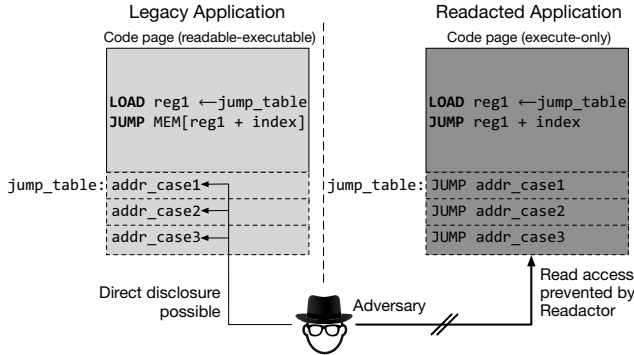 Legacy Application
Code page (readable-executable)
LOAD reg1 ←jump_table
JUMP MEM[reg1 + index]
jump_table: addr_case1
addr_case2
addr_case3
Direct disclosure
possible
Readacted Application
Code page (execute-only)
LOAD reg1 ←jump_table
JUMP reg1 + index
jump_table: JUMP addr_case1
JUMP addr_case2
JUMP addr_case3
Adversary
Read access
prevented by
Readactor